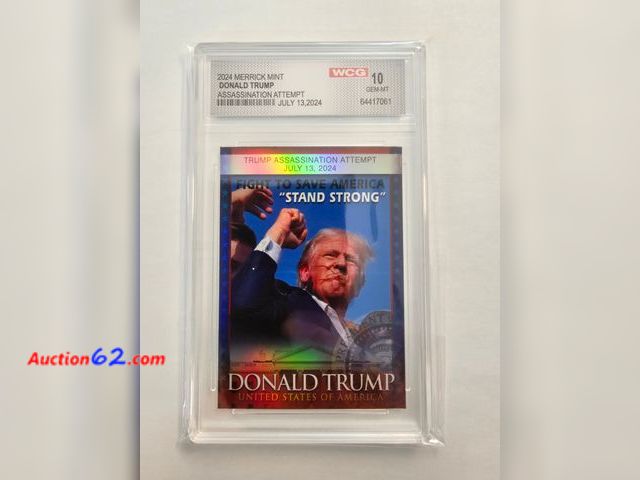 2024 MERRICK MINT
DONALD TRUMP
ASSASSINATION ATTEMPT
JULY 13,2024
WCG 10
GEM-MT
64417061
TRUMP ASSASSINATION ATTEMPT
JULY 13, 2024
FIGHT TO SAVE AMERICA
"STAND STRONG"
Auction62.com
DONALD TRUMP
UNITED STATES OF AMERICA